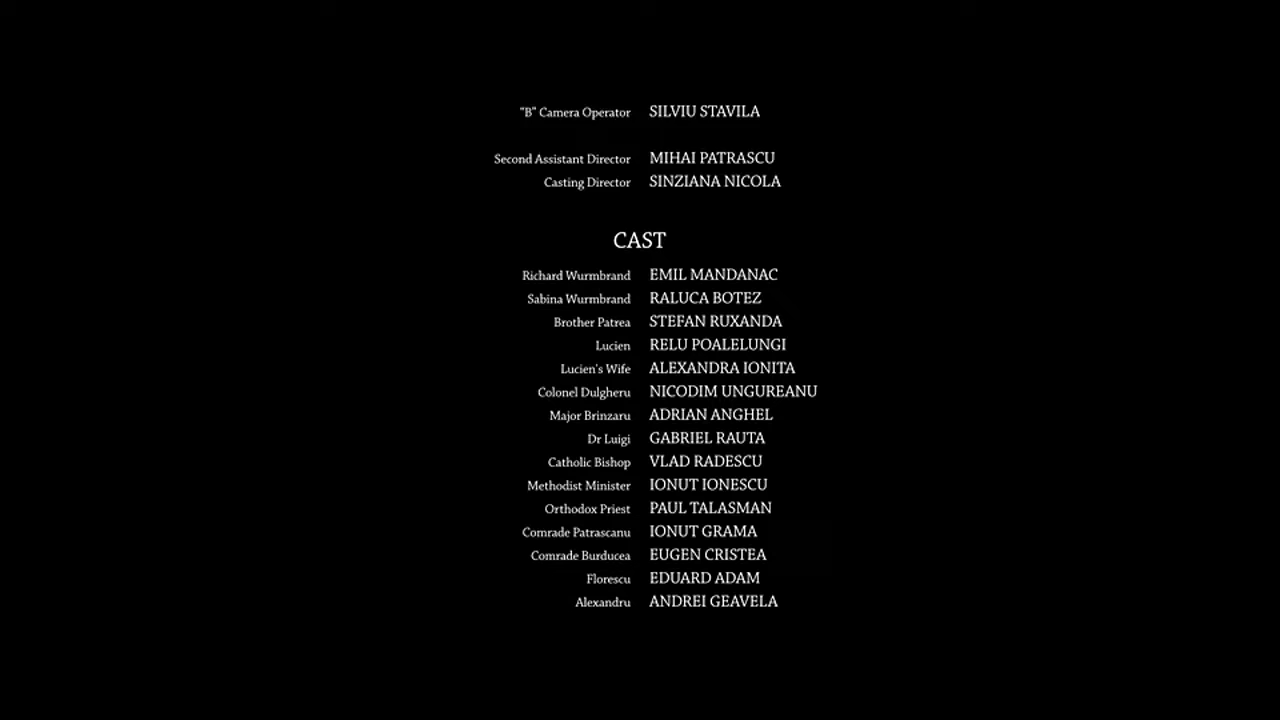 "B" Camera Operator SILVIU STAVILA
Second Assistant Director MIHAI PATRASCU
Casting Director SINZIANA NICOLA
CAST
Richard Wurmbrand EMIL MANDANAC
Sabina Wurmbrand RALUCA BOTEZ
Brother Patrea STEFAN RUXANDA
Lucien RELU POALELUNGI
Lucien's Wife ALEXANDRA IONITA
Colonel Dulgheru NICODIM UNGUREANU
Major Brinzaru ADRIAN ANGHEL
Dr Luigi GABRIEL RAUTA
Catholic Bishop VLAD RADESCU
Methodist Minister IONUT IONESCU
Orthodox Priest PAUL TALASMAN
Comrade Patrascanu IONUT GRAMA
Comrade Burducea EUGEN CRISTEA
Florescu EDUARD ADAM
Alexandru ANDREI GEAVELA